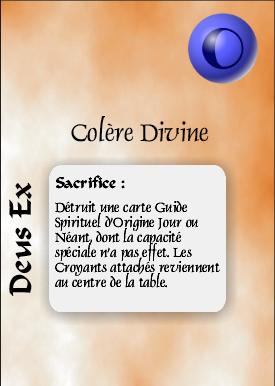 Colère Divine
Deus Ex
Sacrifice :
Détruit une carte Guide
Spirituel d'Origine Jour ou
Néant, dont la capacité
spéciale n'a pas effet. Les
Croyants attachés reviennent
au centre de la table.